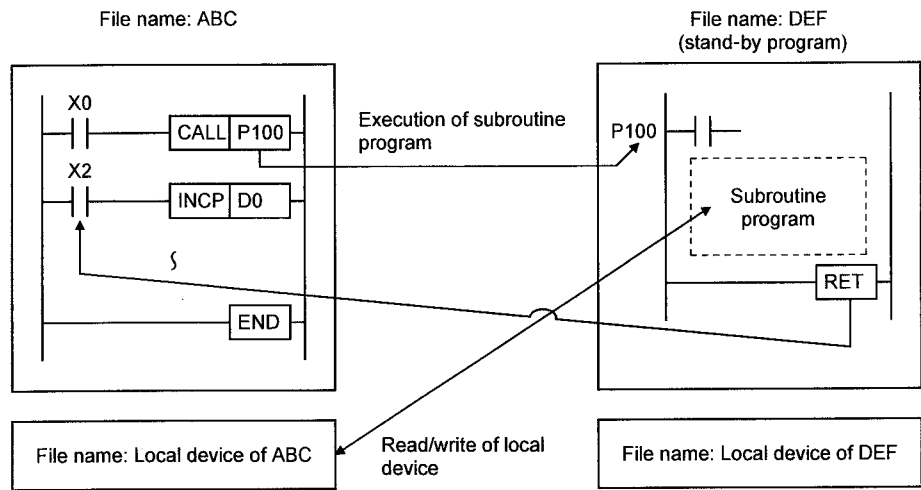 File name: ABC
File name: DEF
(stand-by program)
X0
CALL P100
X2
INCP D0
END
Execution of subroutine
program
P100
Subroutine
program
RET
File name: Local device of ABC
Read/write of local
device
File name: Local device of DEF